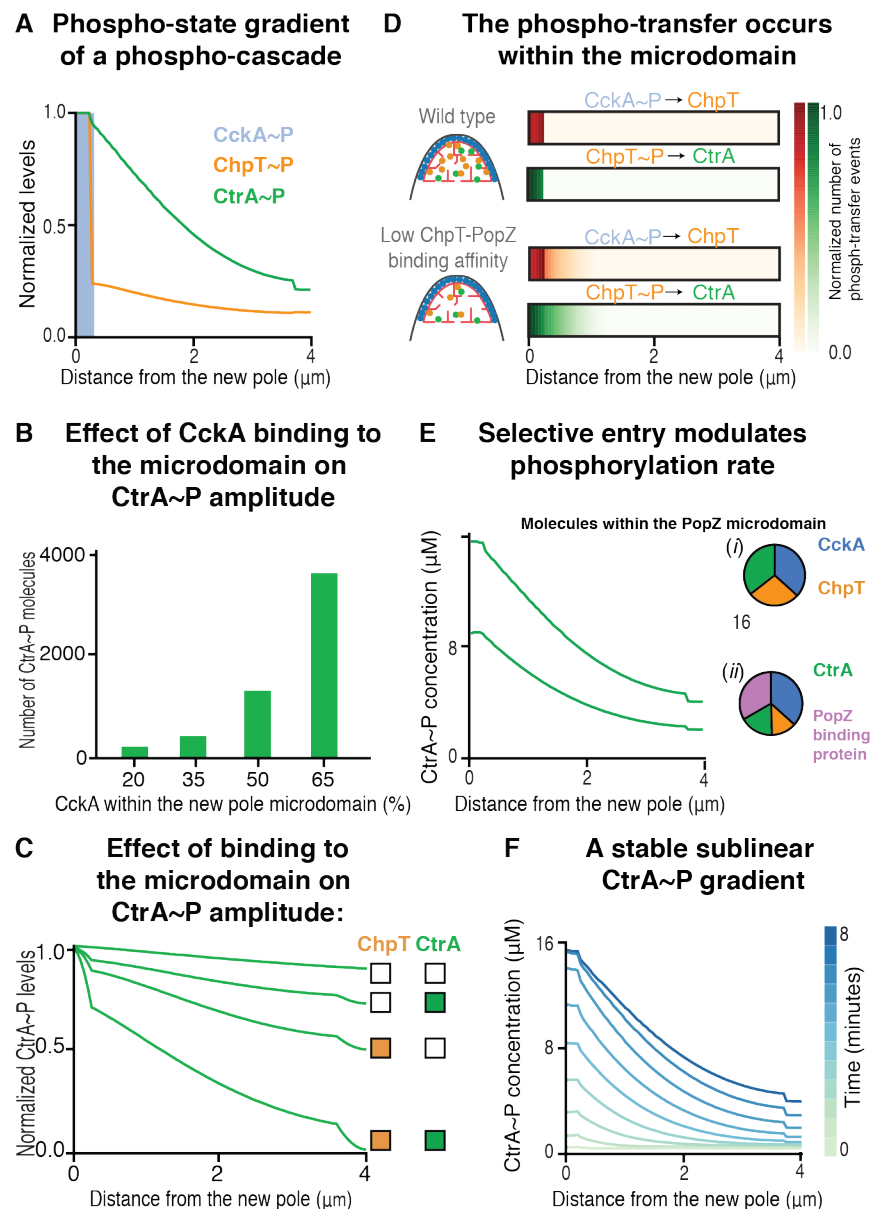 A Phospho-state gradient
of a phospho-cascade
Normalized levels
1.0
0.5
0.0
CckA~P
ChpT~P
CtrA~P
0 2 4
Distance from the new pole (µm)
D The phospho-transfer occurs
within the microdomain
Wild type
CckA~P → ChpT
ChpT~P → CtrA
Low ChpT-PopZ
binding affinity
CckA~P → ChpT
ChpT~P → CtrA
0 2 4
Distance from the new pole (µm)
1.0
0.0
Normalized number of
phosph-transfer events
B Effect of CckA binding to
the microdomain on
CtrA~P amplitude
Number of CtrA~P molecules
4000
2000
0
20 35 50 65
CckA within the new pole microdomain (%)
E Selective entry modulates
phosphorylation rate
Molecules within the PopZ microdomain
CtrA~P concentration (µM)
8
0
0 2 4
Distance from the new pole (µm)
(i)
CckA
ChpT
16
(ii)
CtrA
PopZ
binding
protein
C Effect of binding to
the microdomain on
CtrA~P amplitude:
ChpT CtrA
Normalized CtrA~P levels
1.0
0.5
0.0
0 2 4
Distance from the new pole (µm)
F A stable sublinear
CtrA~P gradient
CtrA~P concentration (µM)
16
8
0
0 2 4
Distance from the new pole (µm)
8
0
Time (minutes)